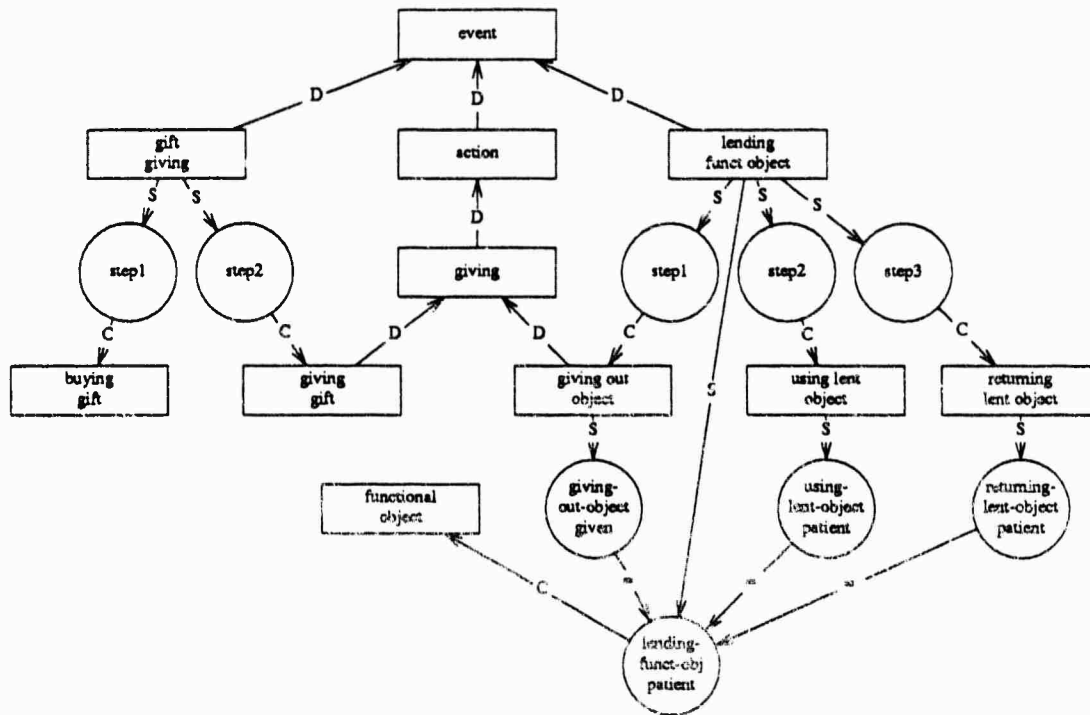 event
D
D
D
gift
giving
action
lending
funct object
S
S
S
S
S
D
step1
step2
giving
step1
step2
step3
C
C
D
D
C
C
C
buying
gift
giving
gift
giving out
object
using lent
object
returning
lent object
S
S
S
S
functional
object
giving-
out-object
given
using-
lent-object
patient
returning-
lent-object
patient
C
=
=
=
lending-
funct-obj
patient